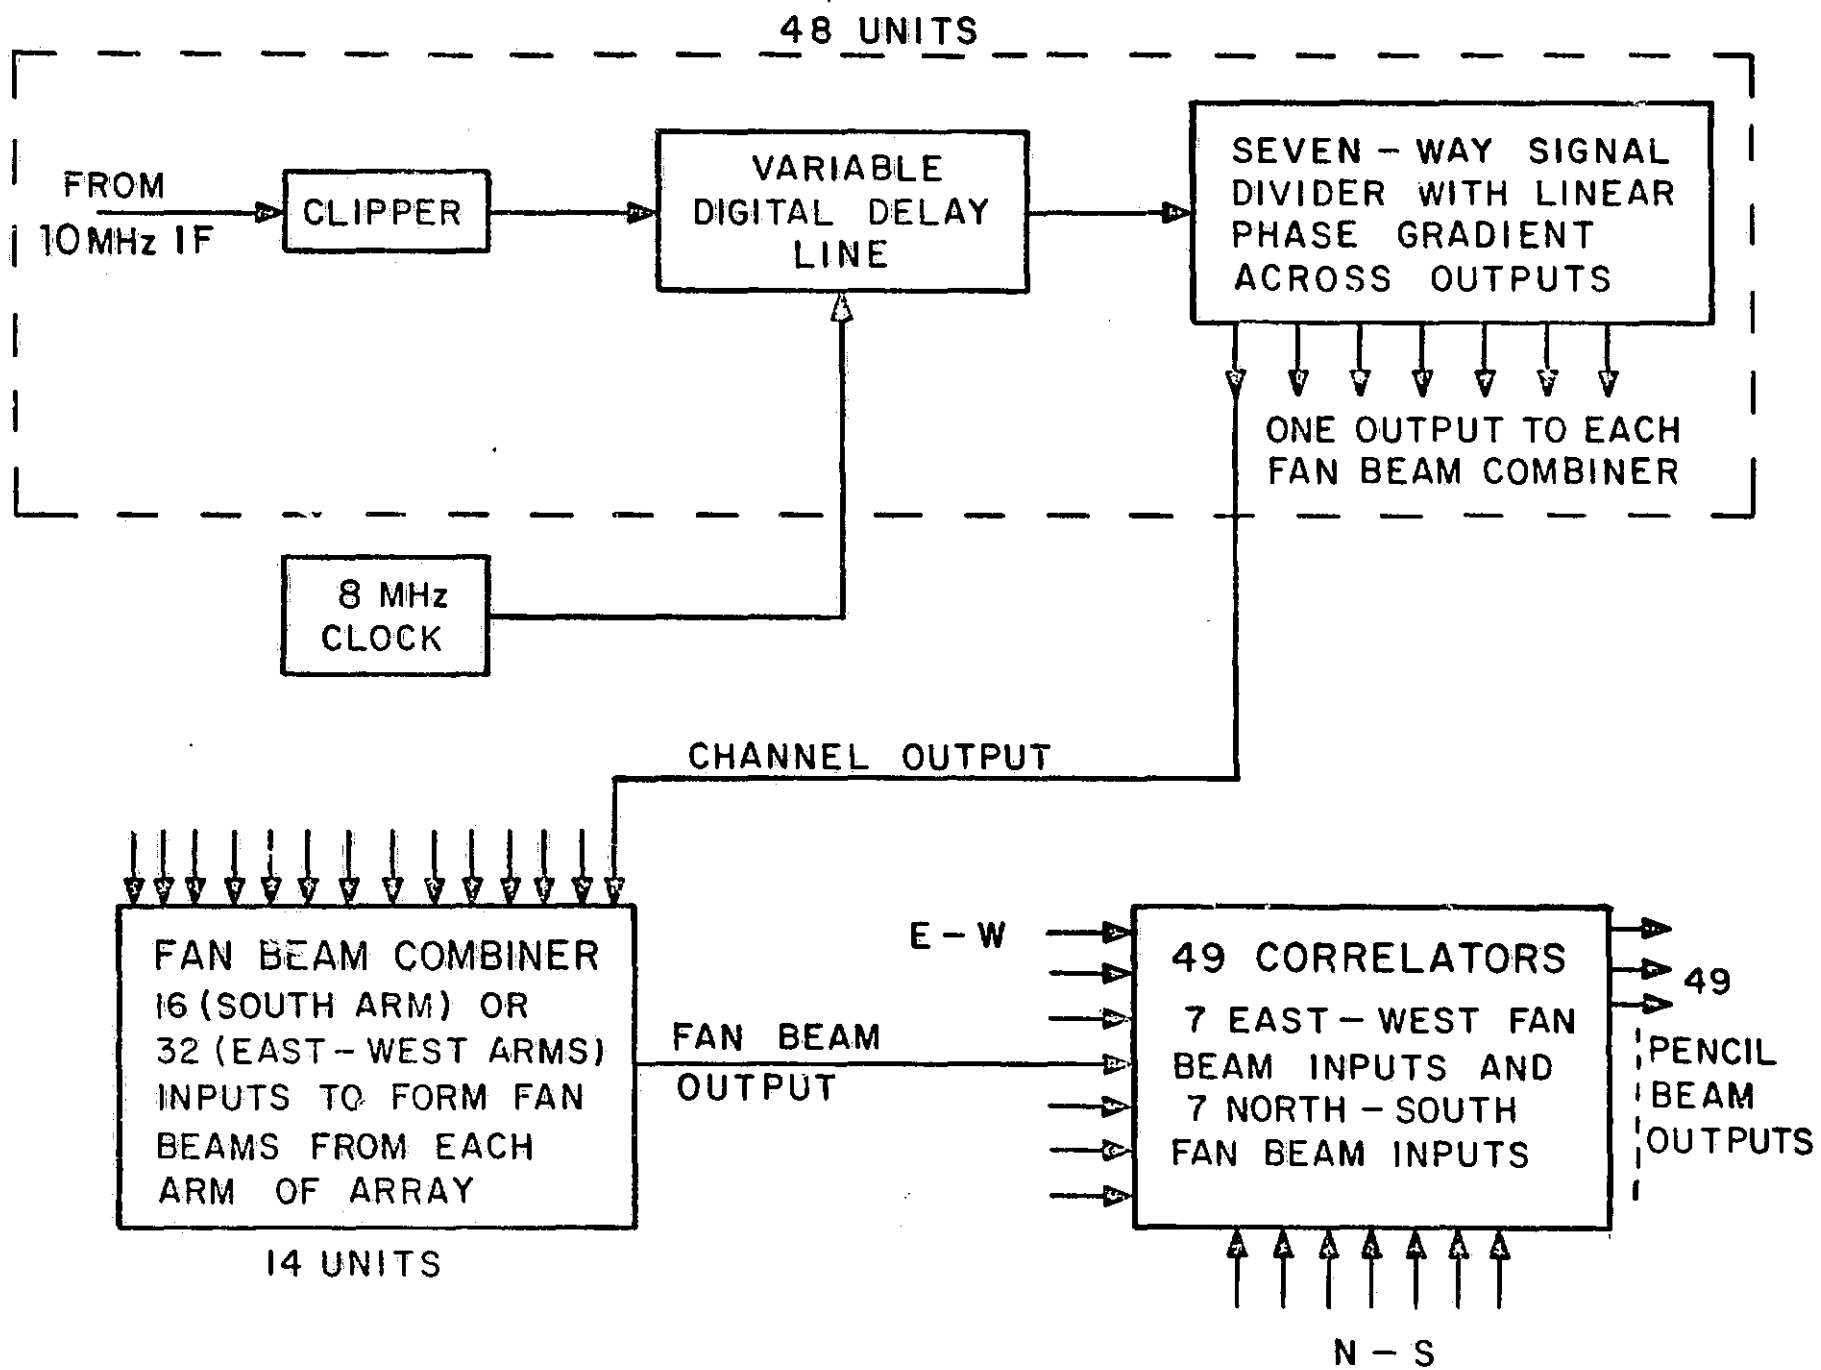 48 UNITS
FROM
10 MHz IF
CLIPPER
VARIABLE
DIGITAL DELAY
LINE
SEVEN - WAY SIGNAL
DIVIDER WITH LINEAR
PHASE GRADIENT
ACROSS OUTPUTS
ONE OUTPUT TO EACH
FAN BEAM COMBINER
8 MHz
CLOCK
CHANNEL OUTPUT
FAN BEAM COMBINER
16 (SOUTH ARM) OR
32 (EAST - WEST ARMS)
INPUTS TO FORM FAN
BEAMS FROM EACH
ARM OF ARRAY
14 UNITS
FAN BEAM
OUTPUT
E - W
49 CORRELATORS
7 EAST - WEST FAN
BEAM INPUTS AND
7 NORTH - SOUTH
FAN BEAM INPUTS
N - S
49
PENCIL
BEAM
OUTPUTS